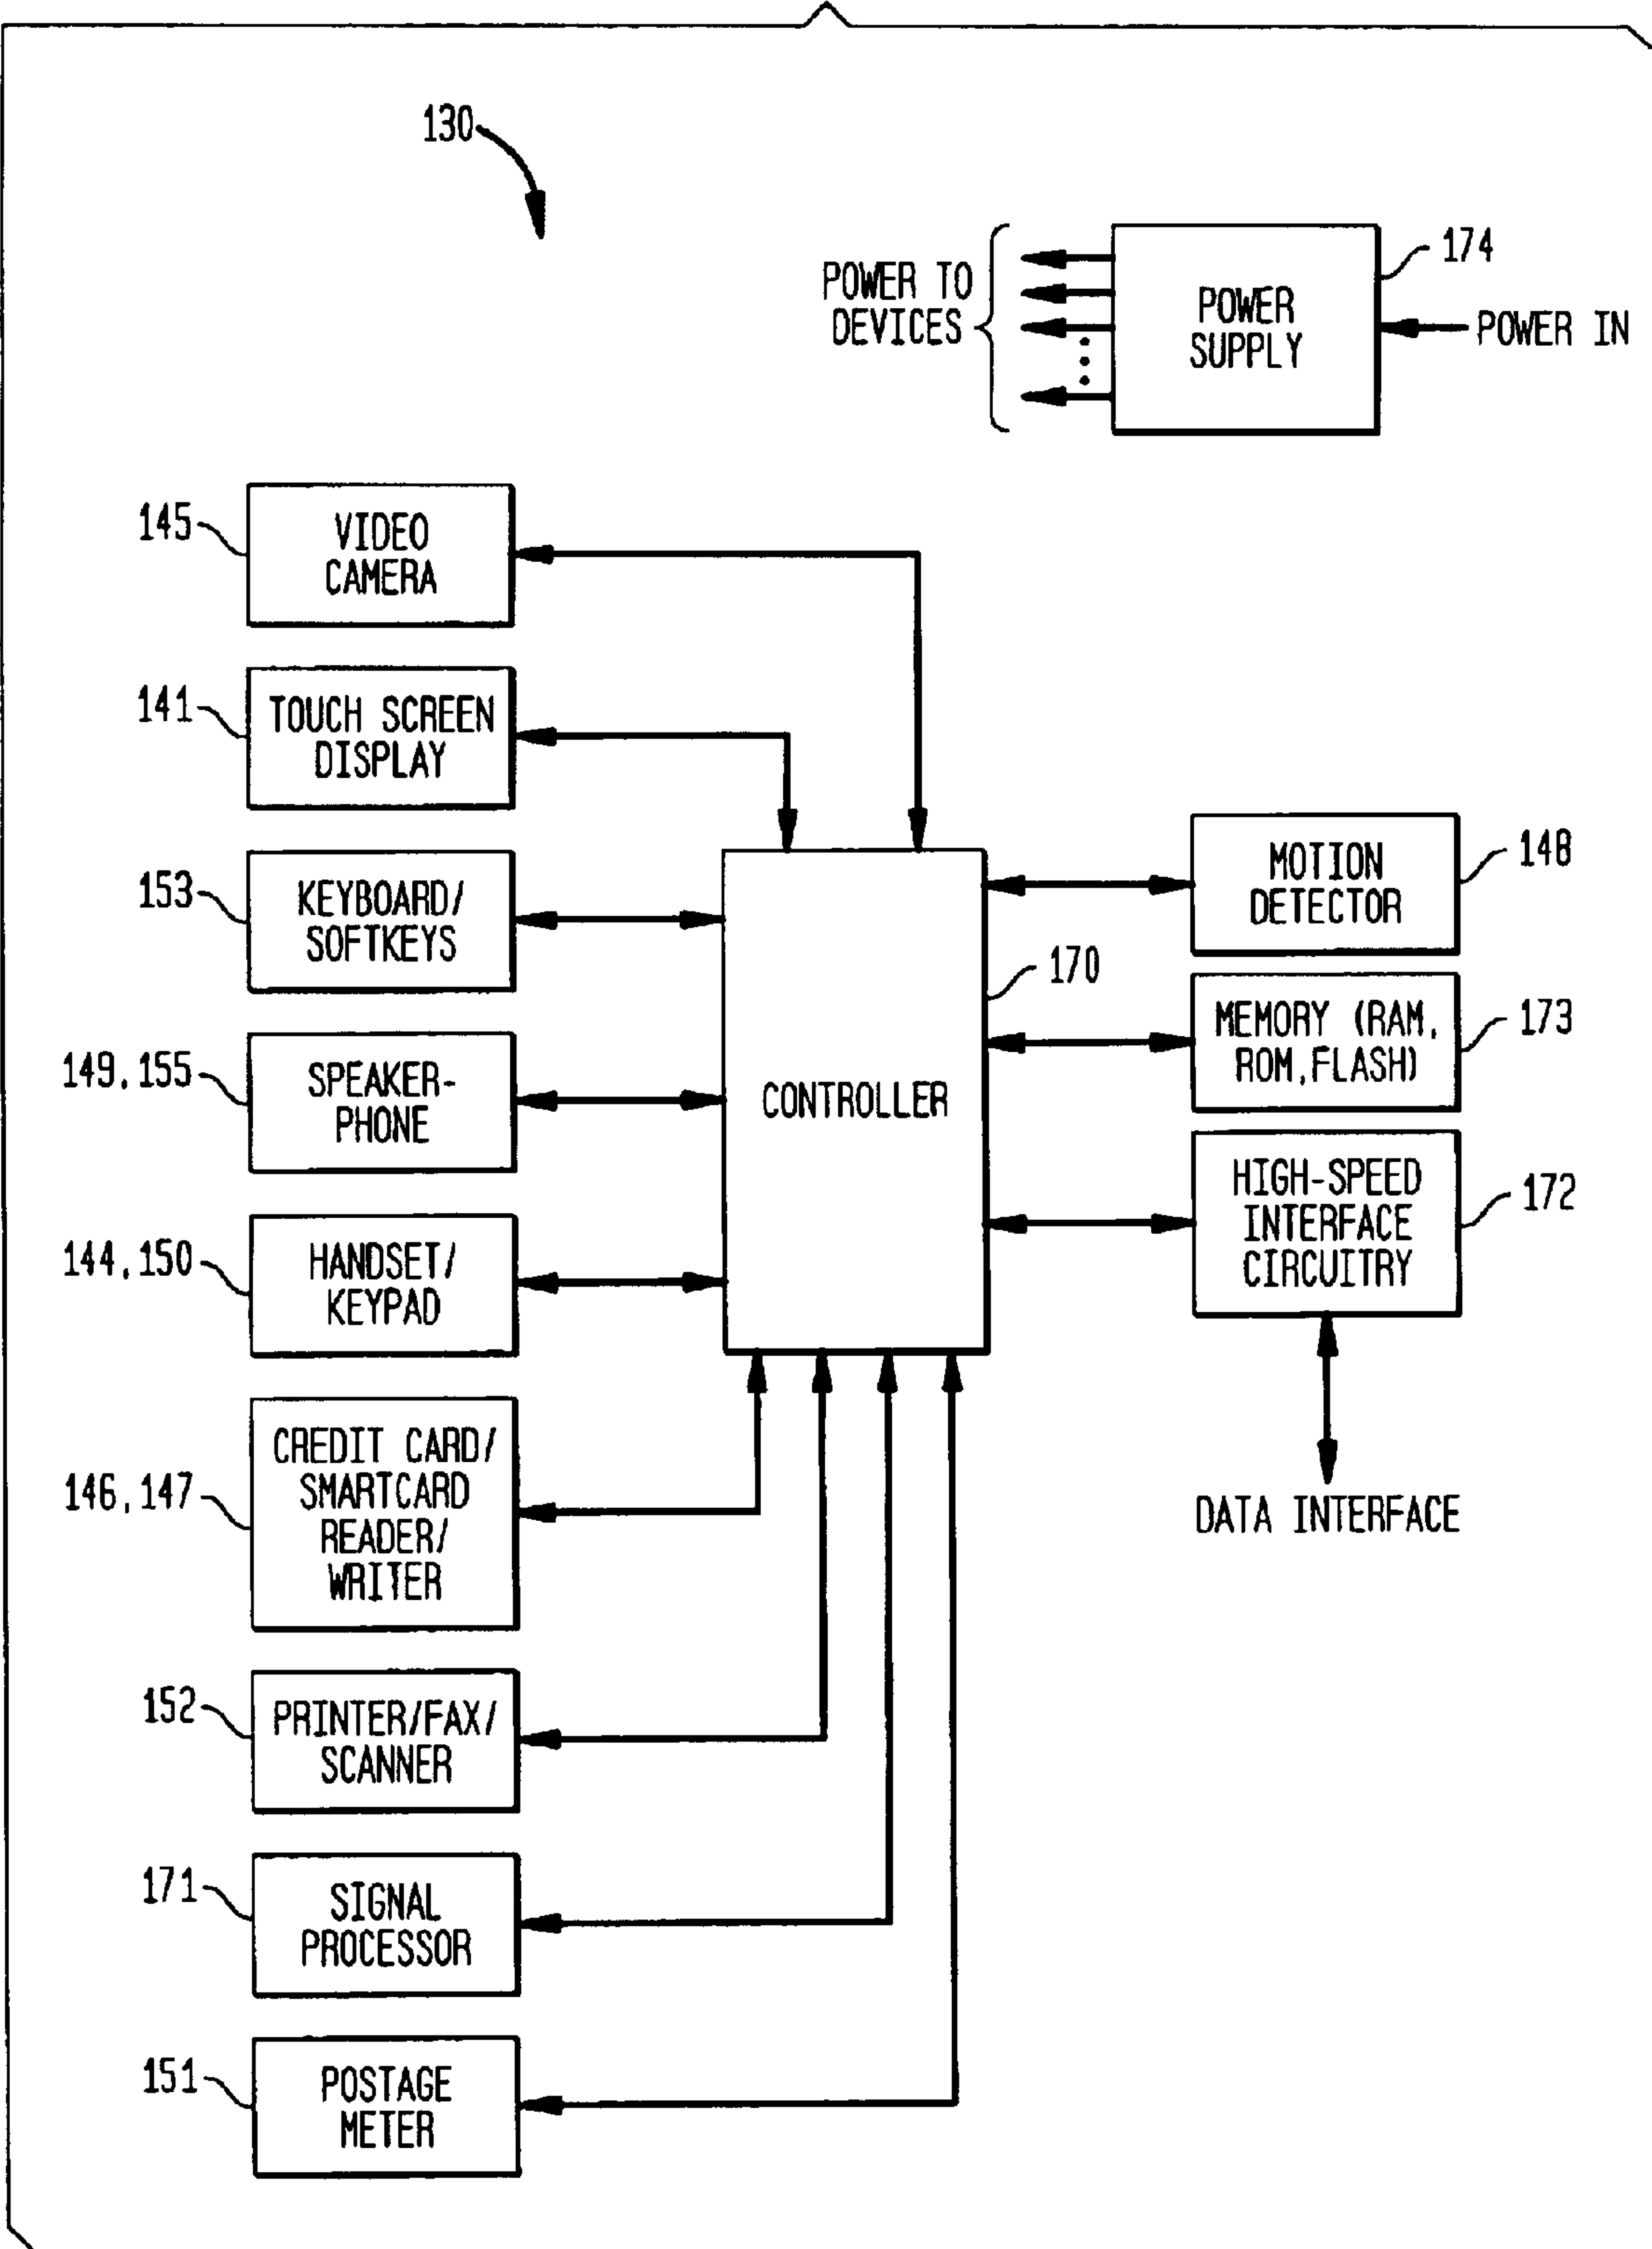 130
174
POWER TO
DEVICES
POWER
SUPPLY
POWER IN
145
VIDEO
CAMERA
141
TOUCH SCREEN
DISPLAY
153
KEYBOARD/
SOFTKEYS
149,155
SPEAKER-
PHONE
144,150
HANDSET/
KEYPAD
146,147
CREDIT CARD/
SMARTCARD
READER/
WRITER
152
PRINTER/FAX/
SCANNER
171
SIGNAL
PROCESSOR
151
POSTAGE
METER
170
CONTROLLER
MOTION
DETECTOR
148
MEMORY (RAM,
ROM,FLASH)
173
HIGH-SPEED
INTERFACE
CIRCUITRY
172
DATA INTERFACE